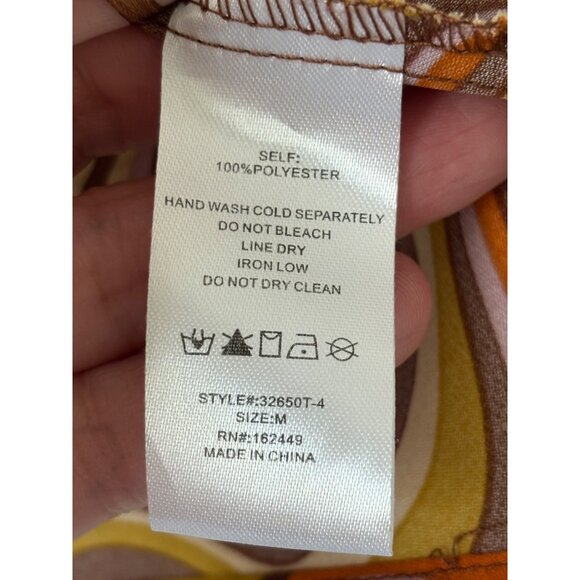 SELF:
100%POLYESTER
HAND WASH COLD SEPARATELY
DO NOT BLEACH
LINE DRY
IRON LOW
DO NOT DRY CLEAN
STYLE#:32650T-4
SIZE:M
RN#:162449
MADE IN CHINA